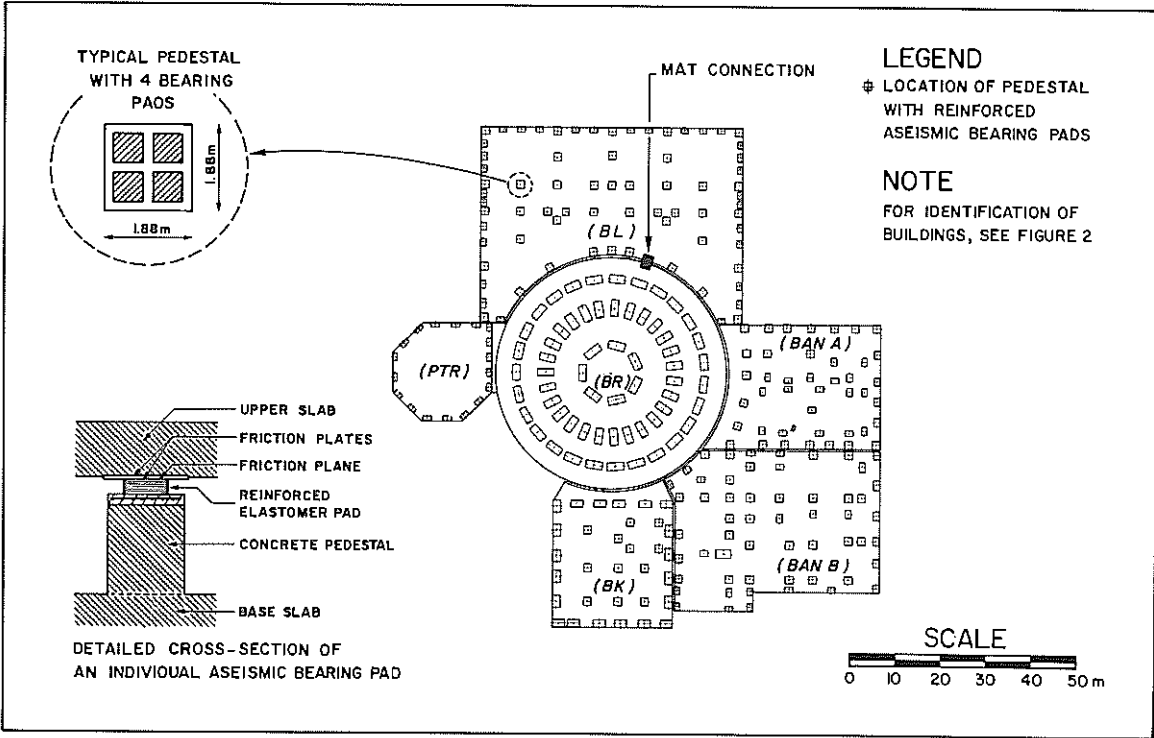 TYPICAL PEDESTAL
WITH 4 BEARING
PAOS
1.88m
1.88m
MAT CONNECTION
LEGEND
LOCATION OF PEDESTAL
WITH REINFORCED
ASEISMIC BEARING PADS
NOTE
FOR IDENTIFICATION OF
BUILDINGS, SEE FIGURE 2
(BL)
(PTR)
(BR)
(BAN A)
(BAN B)
(BK)
UPPER SLAB
FRICTION PLATES
FRICTION PLANE
REINFORCED
ELASTOMER PAD
CONCRETE PEDESTAL
BASE SLAB
DETAILED CROSS-SECTION OF
AN INDIVIOUAL ASEISMIC BEARING PAD
SCALE
0 10 20 30 40 50 m